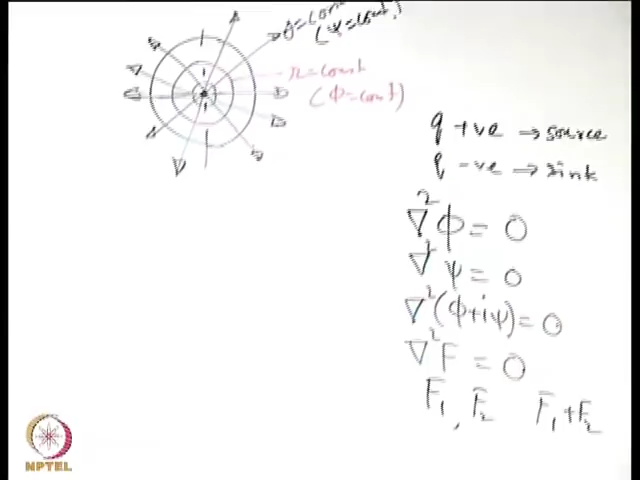 θ=const
(ψ=const)
r=const
(Φ=const)
q +ve → source
q -ve → sink
∇²Φ = 0
∇²ψ = 0
∇²(Φ+iψ)=0
∇²F = 0
F₁, F₂ F₁+F₂
NPTEL